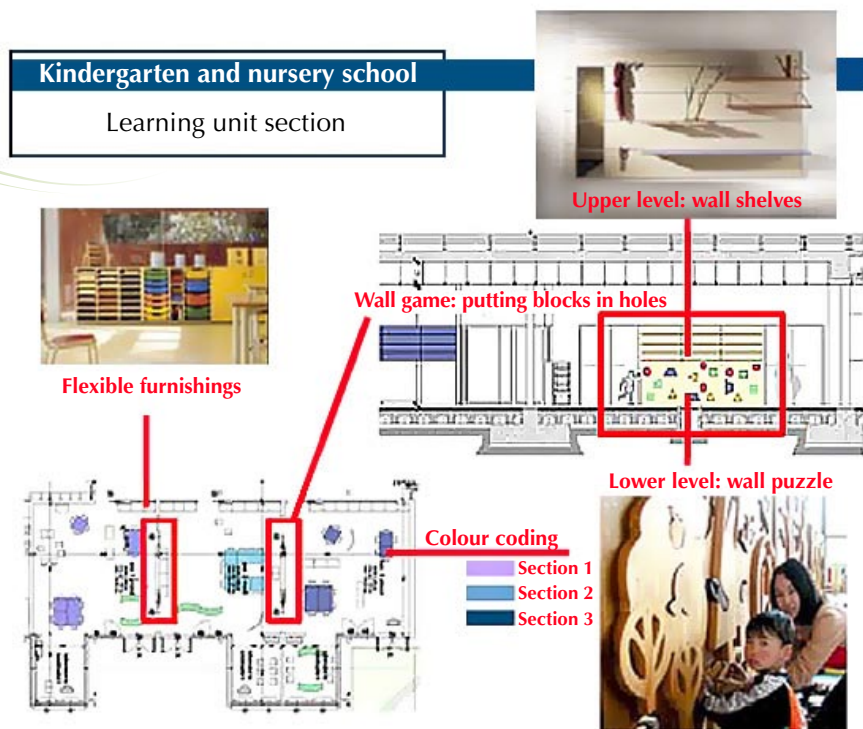 Kindergarten and nursery school
Learning unit section
Upper level: wall shelves
Wall game: putting blocks in holes
Flexible furnishings
Lower level: wall puzzle
Colour coding
Section 1
Section 2
Section 3